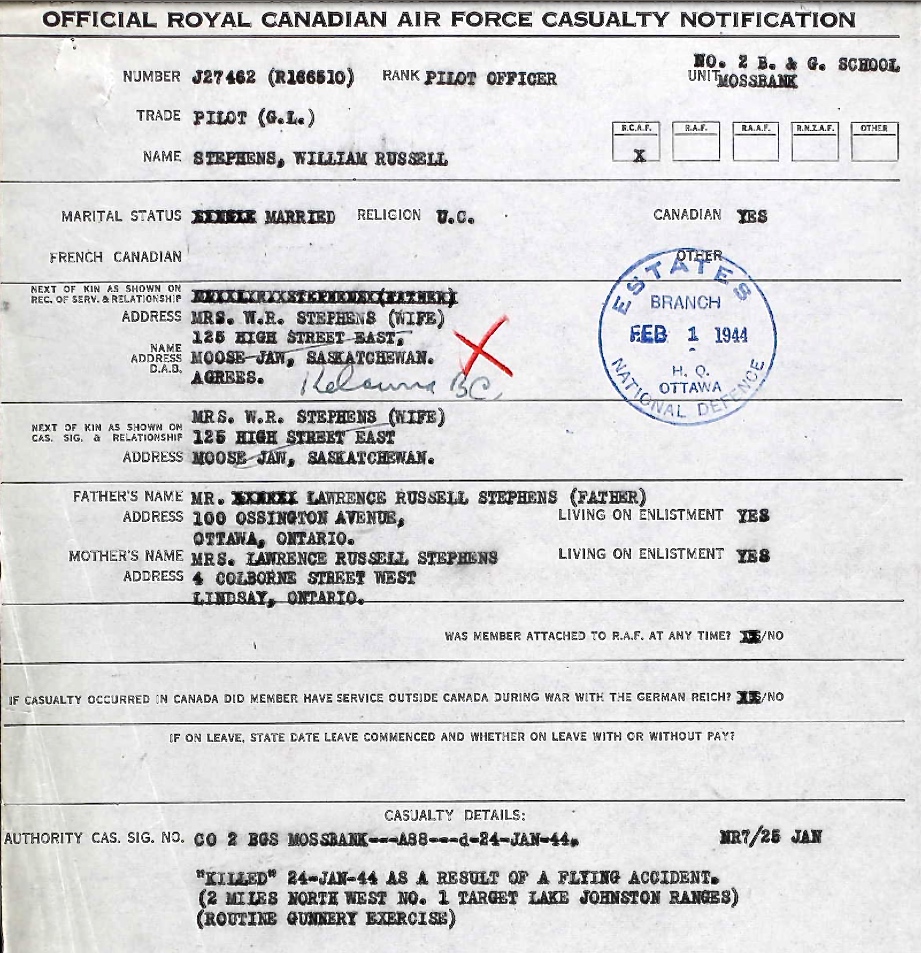 OFFICIAL ROYAL CANADIAN AIR FORCE CASUALTY NOTIFICATION
NUMBER J27462 (R166510) RANK PILOT OFFICER
NO. 2 B. & G. SCHOOL
UNIT MOSSBANK
TRADE PILOT (G.L.)
R.C.A.F. R.A.F. R.A.A.F. R.N.Z.A.F. OTHER
X
NAME STEPHENS, WILLIAM RUSSELL
MARITAL STATUS MARRIED RELIGION U.C. CANADIAN YES
FRENCH CANADIAN OTHER
NEXT OF KIN AS SHOWN ON
REC. OF SERV. & RELATIONSHIP
ADDRESS MRS. W.R. STEPHENS (WIFE)
125 HIGH STREET EAST,
NAME
ADDRESS MOOSE JAW, SASKATCHEWAN.
D.A.B. AGREES. Kelowna BC.
ESTATES
BRANCH
FEB 1 1944
H. Q.
OTTAWA
NATIONAL DEFENCE
MRS. W.R. STEPHENS (WIFE)
NEXT OF KIN AS SHOWN ON
CAS. SIG. & RELATIONSHIP 125 HIGH STREET EAST
ADDRESS MOOSE JAW, SASKATCHEWAN.
FATHER'S NAME MR. LAWRENCE RUSSELL STEPHENS (FATHER)
ADDRESS 100 OSSINGTON AVENUE, LIVING ON ENLISTMENT YES
OTTAWA, ONTARIO.
MOTHER'S NAME MRS. LAWRENCE RUSSELL STEPHENS LIVING ON ENLISTMENT YES
ADDRESS 4 COLBORNE STREET WEST
LINDSAY, ONTARIO.
WAS MEMBER ATTACHED TO R.A.F. AT ANY TIME? /NO
IF CASUALTY OCCURRED IN CANADA DID MEMBER HAVE SERVICE OUTSIDE CANADA DURING WAR WITH THE GERMAN REICH? /NO
IF ON LEAVE, STATE DATE LEAVE COMMENCED AND WHETHER ON LEAVE WITH OR WITHOUT PAY?
CASUALTY DETAILS:
AUTHORITY CAS. SIG. NO. CO 2 BGS MOSSBANK---A88---d-24-JAN-44. NR7/25 JAN
"KILLED" 24-JAN-44 AS A RESULT OF A FLYING ACCIDENT.
(2 MILES NORTH WEST NO. 1 TARGET LAKE JOHNSTON RANGES)
(ROUTINE GUNNERY EXERCISE)